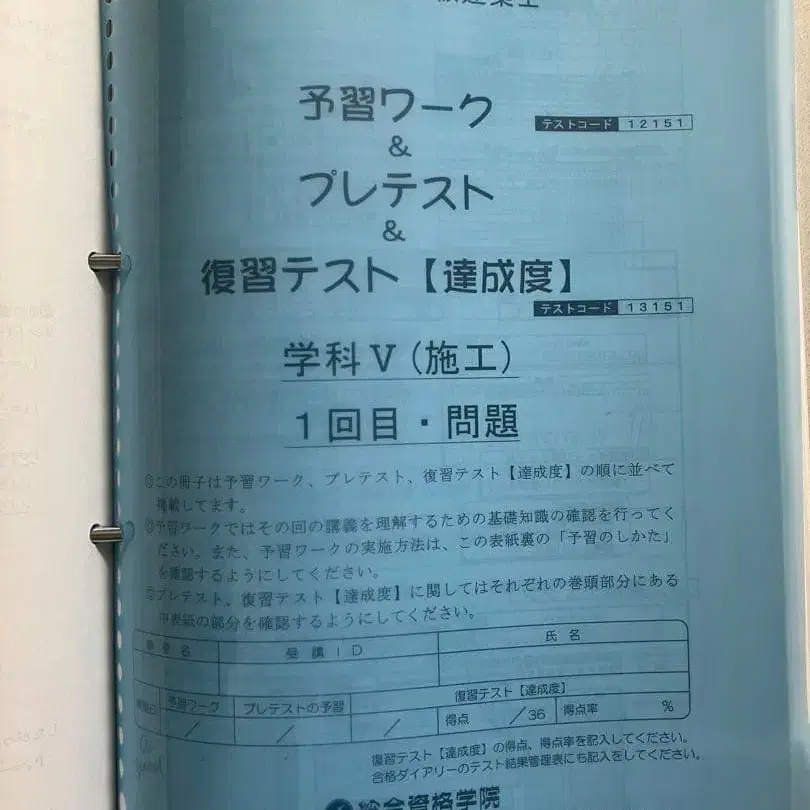 予習ワーク
テストコード 12151
&
プレテスト
&
復習テスト【達成度】
テストコード 13151
学科Ⅴ(施工)
1回目・問題
この冊子は予習ワーク、プレテスト、復習テスト【達成度】の順に並べて
掲載してます。
予習ワークではその回の講義を理解するための基礎知識の確認を行ってく
ださい。また、予習ワークの実施方法は、この表紙裏の「予習のしかた」
を確認するようにしてください。
プレテスト、復習テスト【達成度】に関してはそれぞれの巻頭部分にある
中表紙の部分を確認するようにしてください。
受講ID
氏名
予習ワーク
プレテストの予習
復習テスト【達成度】
/
/
/
得点 /36
得点率 %
復習テスト【達成度】の得点、得点率を記入してください。
合格ダイアリーのテスト結果管理表にも記入をしてください。
総合資格学院